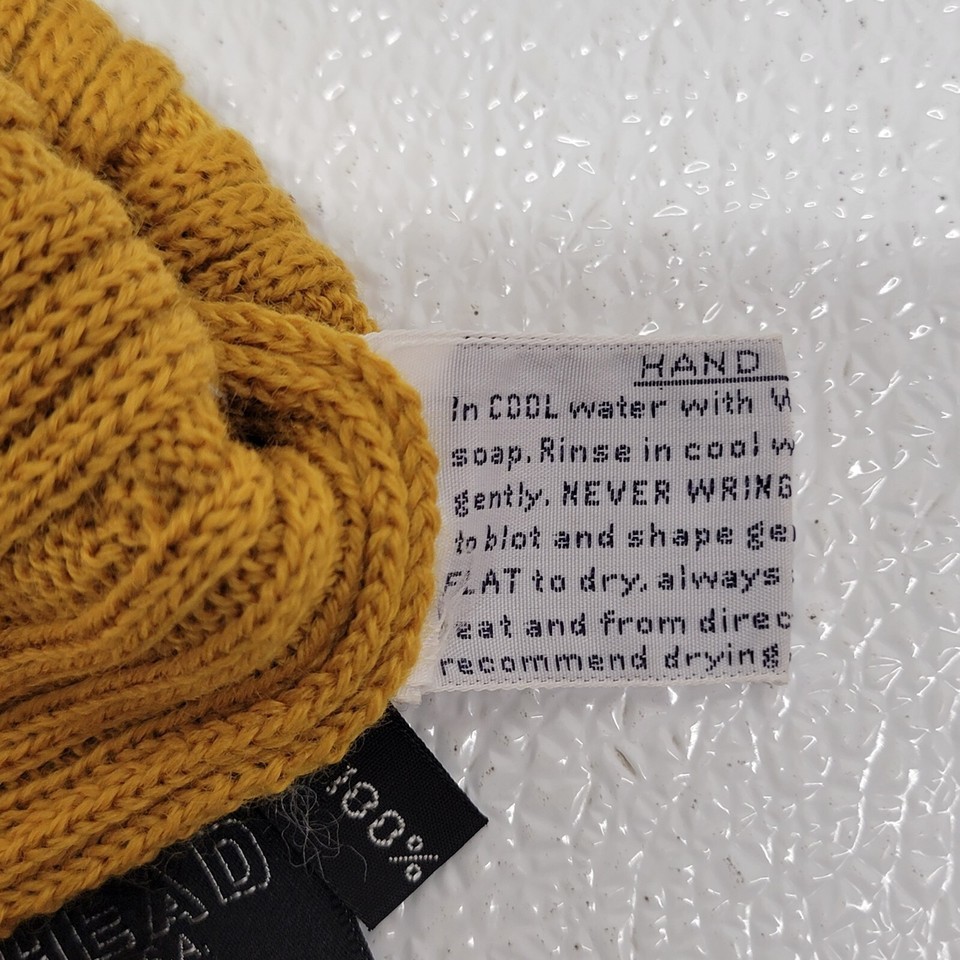 HAND
In COOL water with W
soap. Rinse in cool w
gently. NEVER WRING
to blot and shape ge
FLAT to dry, always
eat and from direc
recommend drying
100%
HEAD
A.